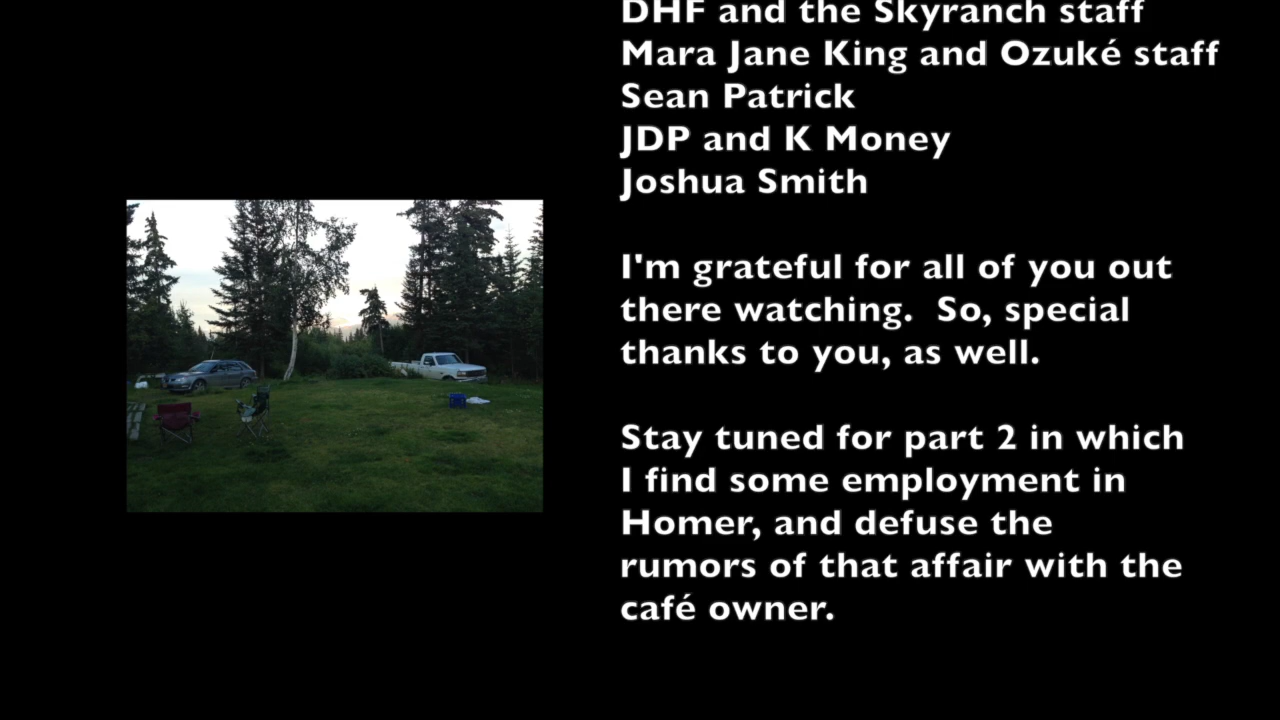 DHF and the Skyranch staff
Mara Jane King and Ozuké staff
Sean Patrick
JDP and K Money
Joshua Smith
I'm grateful for all of you out
there watching.  So, special
thanks to you, as well.
Stay tuned for part 2 in which
I find some employment in
Homer, and defuse the
rumors of that affair with the
café owner.